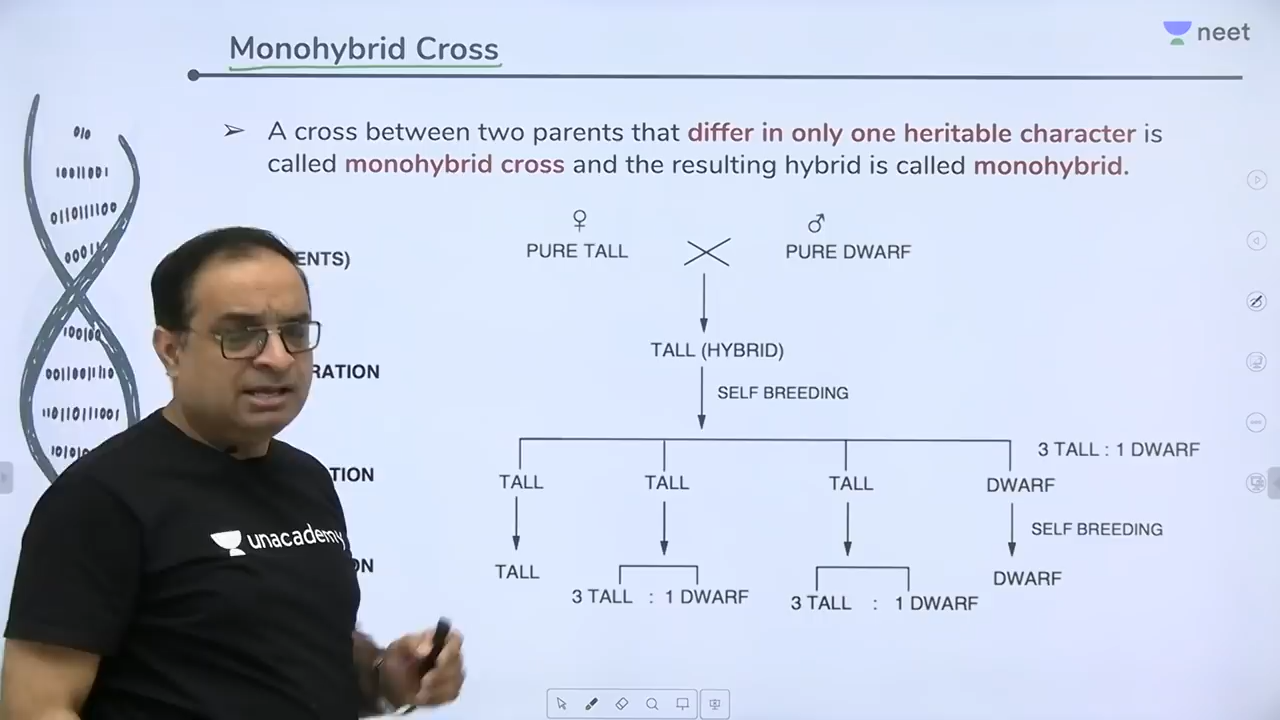 Monohybrid Cross
neet
➢ A cross between two parents that differ in only one heritable character is
called monohybrid cross and the resulting hybrid is called monohybrid.
010
10011001
011011100
♀ ♂
ENTS) PURE TALL PURE DWARF
TALL (HYBRID)
RATION
SELF BREEDING
3 TALL : 1 DWARF
TION TALL TALL TALL DWARF
SELF BREEDING
unacademy
ON TALL DWARF
3 TALL : 1 DWARF 3 TALL : 1 DWARF